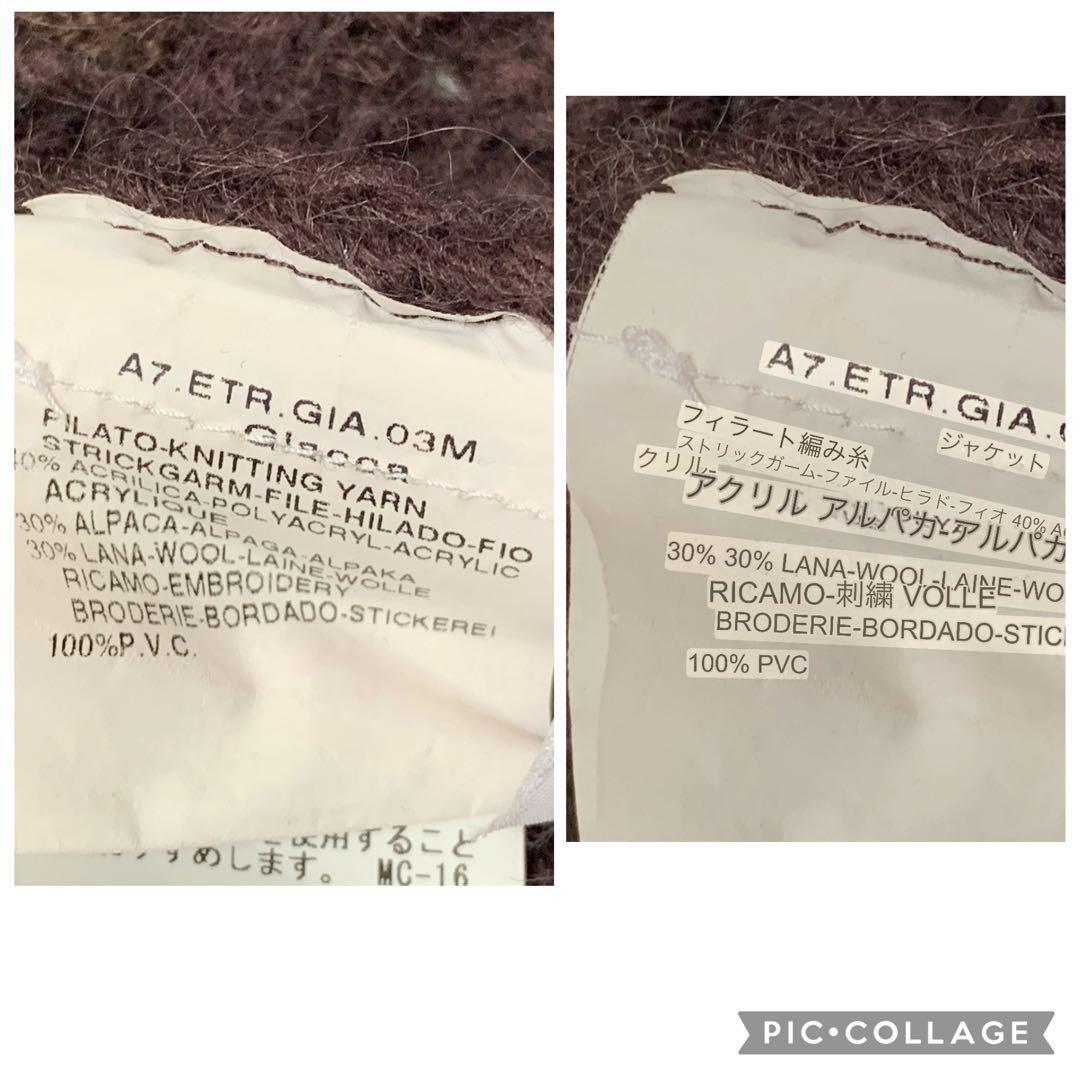 A7.ETR.GIA.03M
Giacca
FILATO-KNITTING YARN
STRICKGARM-FILE-HILADO-FIO
40% ACRILICA-POLYACRYL-ACRYLIC
ACRYLIQUE
30% ALPACA-ALPAGA-ALPAKA
30% LANA-WOOL-LAINE-WOLLE
RICAMO-EMBROIDERY
BRODERIE-BORDADO-STICKEREI
100%P.V.C.
使用すること
すすめします。 MC-16
A7.ETR.GIA.
ジャケット
フィラート編み糸
ストリックガーム-ファイル-ヒラド-フィオ 40%
クリル-
アクリル アルパカ-アルパカ
30% 30% LANA-WOOL-LAINE-WO
RICAMO-刺繍 VOLLE
BRODERIE-BORDADO-STIC
100% PVC
PIC•COLLAGE